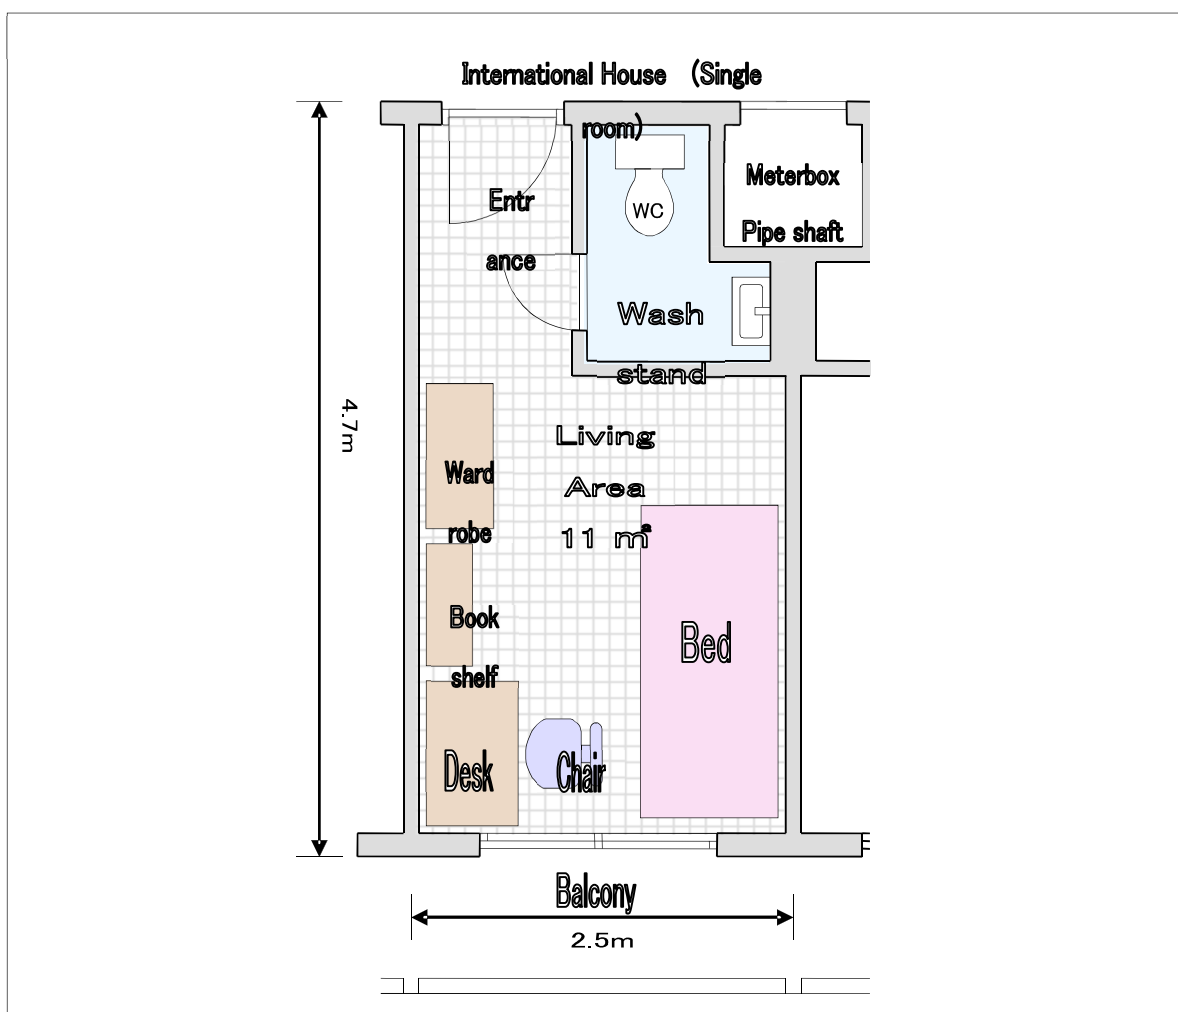 International House (Single
room)
Entr
ance
WC
Meterbox
Pipe shaft
Wash
stand
4.7m
Living
Area
11 ㎡
Ward
robe
Book
shelf
Bed
Desk
Chair
Balcony
2.5m